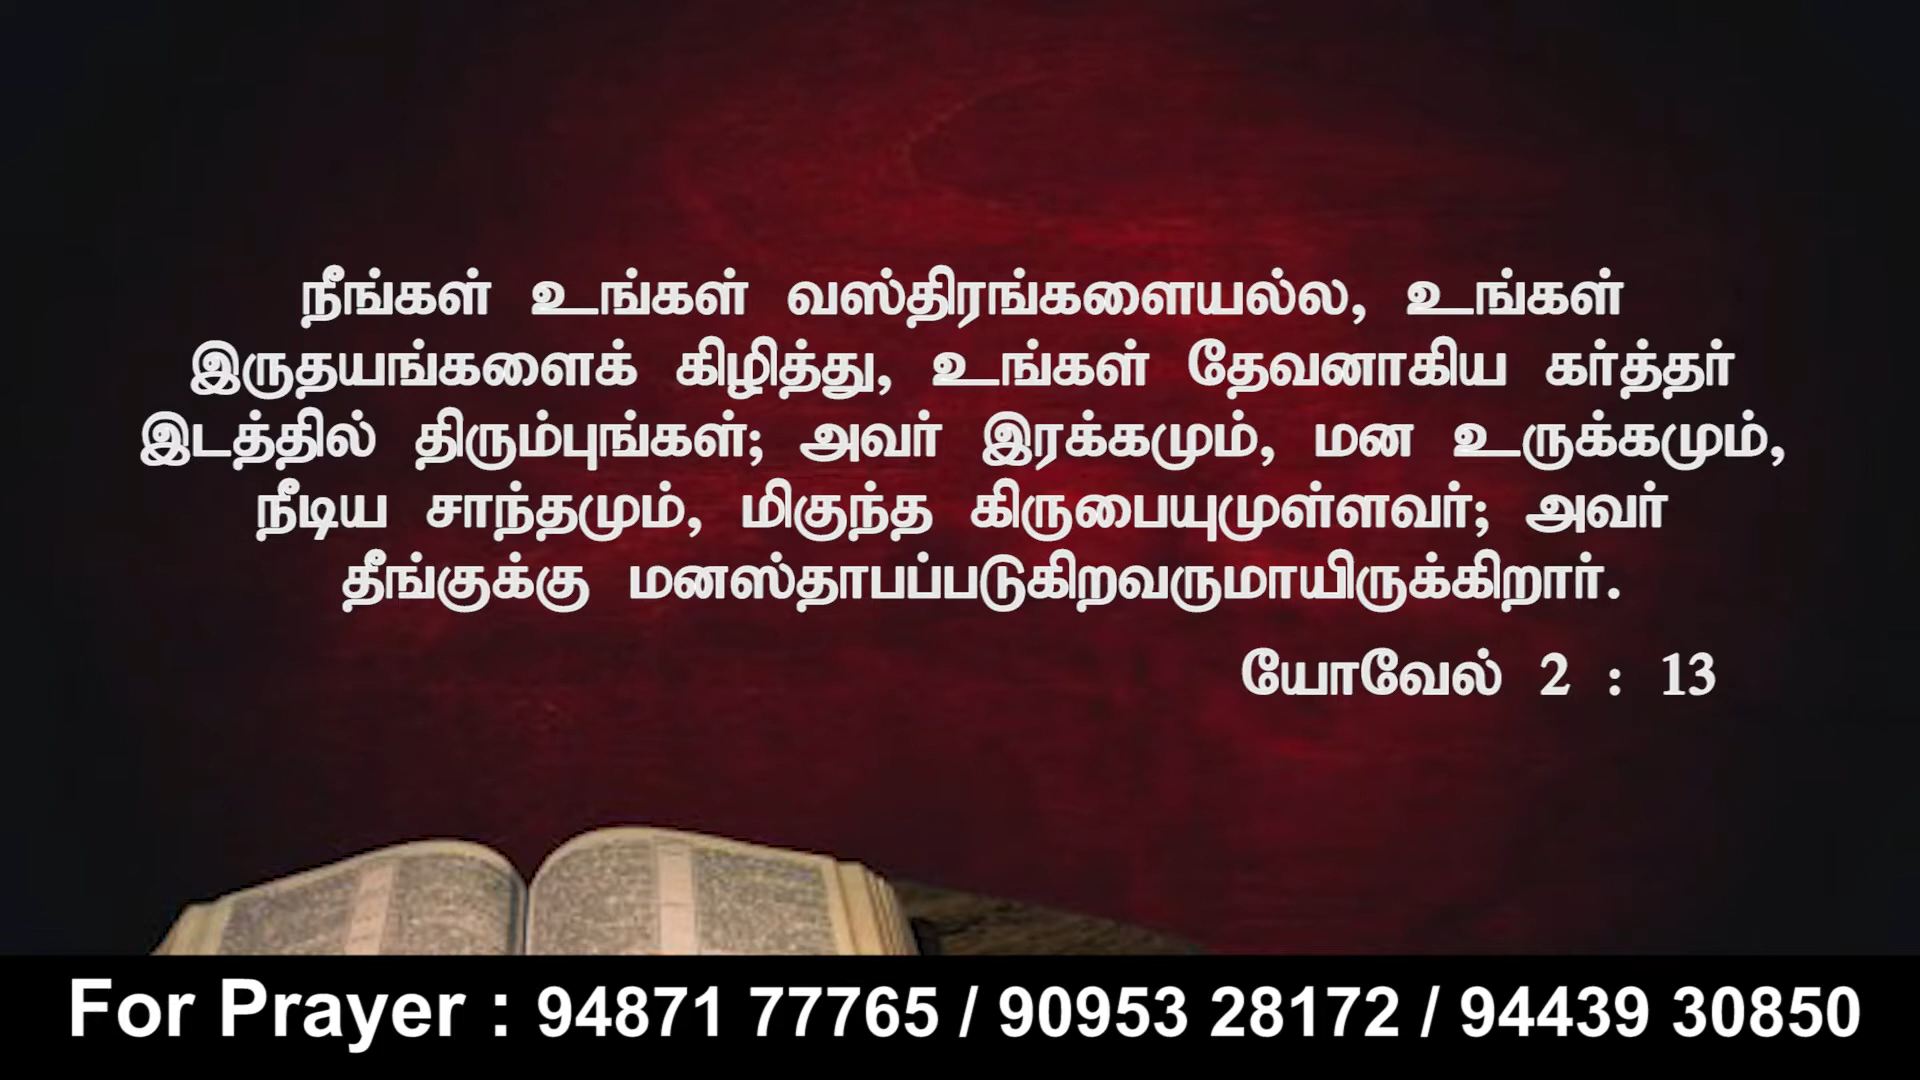 நீங்கள் உங்கள் வஸ்திரங்களையல்ல, உங்கள்
இருதயங்களைக் கிழித்து, உங்கள் தேவனாகிய கர்த்தர்
இடத்தில் திரும்புங்கள்; அவர் இரக்கமும், மன உருக்கமும்,
நீடிய சாந்தமும், மிகுந்த கிருபையுமுள்ளவர்; அவர்
தீங்குக்கு மனஸ்தாபப்படுகிறவருமாயிருக்கிறார்.
யோவேல் 2 : 13
For Prayer : 94871 77765 / 90953 28172 / 94439 30850